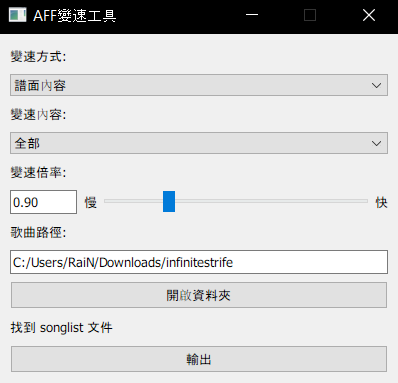 AFF變速工具
變速方式:
譜面內容
變速內容:
全部
變速倍率:
0.90 慢 快
歌曲路徑:
C:/Users/RaiN/Downloads/infinitestrife
開啟資料夾
找到 songlist 文件
輸出